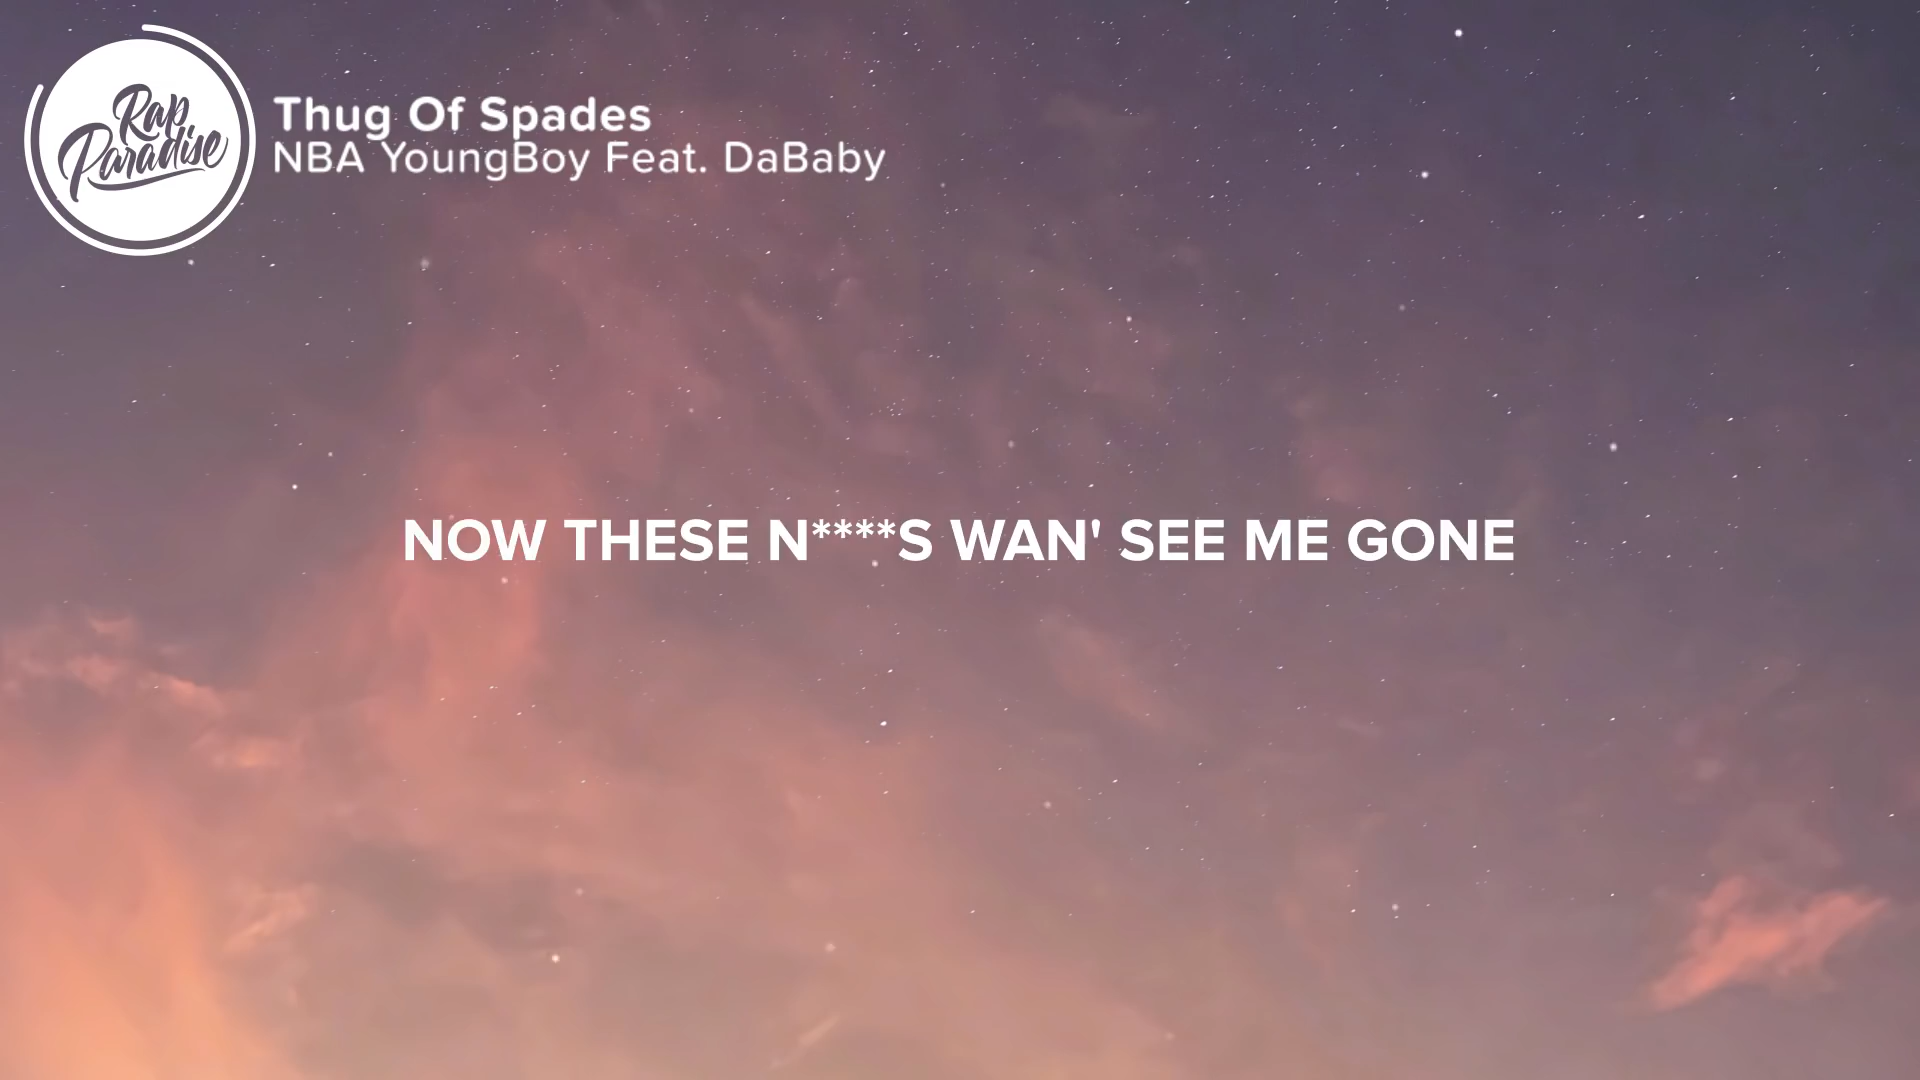 Rap
Paradise
Thug Of Spades
NBA YoungBoy Feat. DaBaby
NOW THESE N****S WAN' SEE ME GONE